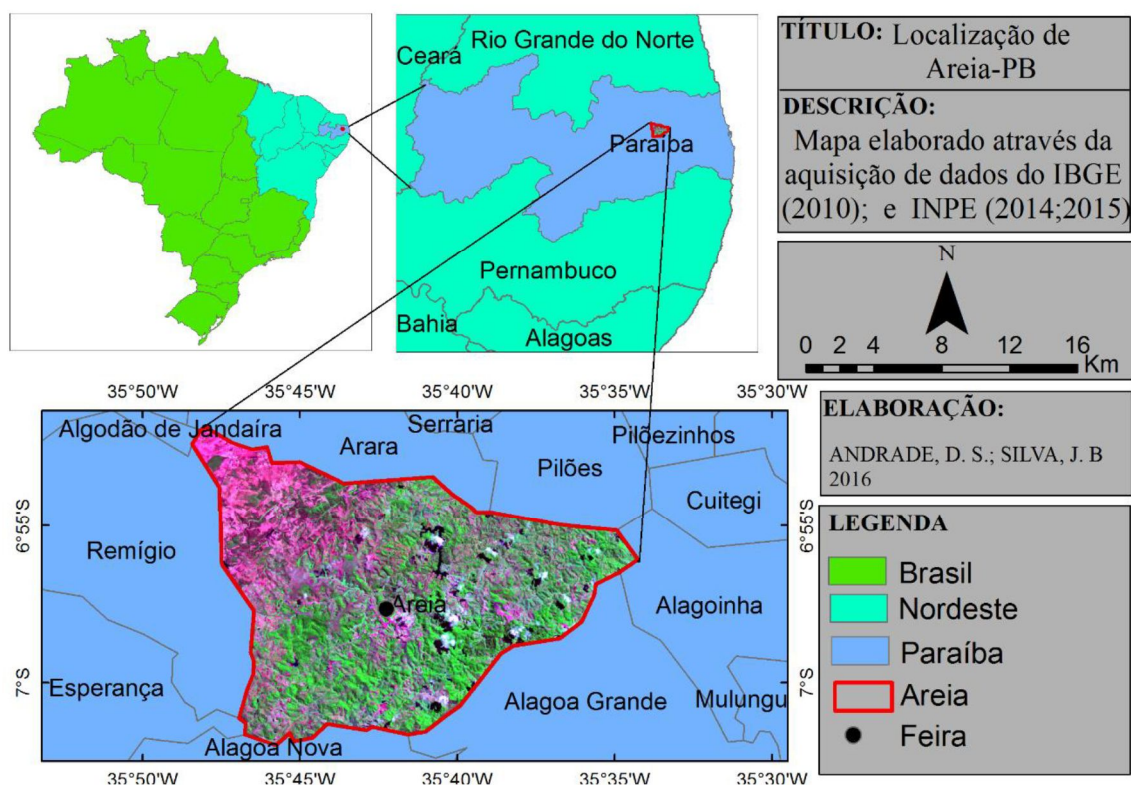 Rio Grande do Norte
Ceará
Paraíba
Pernambuco
Bahia
Alagoas
TÍTULO: Localização de
Areia-PB
DESCRIÇÃO:
Mapa elaborado através da
aquisição de dados do IBGE
(2010); e INPE (2014;2015)
N
0 2 4 8 12 16
Km
ELABORAÇÃO:
ANDRADE, D. S.; SILVA, J. B
2016
LEGENDA
Brasil
Nordeste
Paraíba
Areia
Feira
35°50'W 35°45'W 35°40'W 35°35'W 35°30'W
Algodão de Jandaíra
Arara
Serraria
Pilões
Pilõezinhos
Cuitegi
6°55'S
6°55'S
Remígio
Areia
Alagoinha
7°S
7°S
Esperança
Alagoa Grande
Mulungu
Alagoa Nova
35°50'W 35°45'W 35°40'W 35°35'W 35°30'W